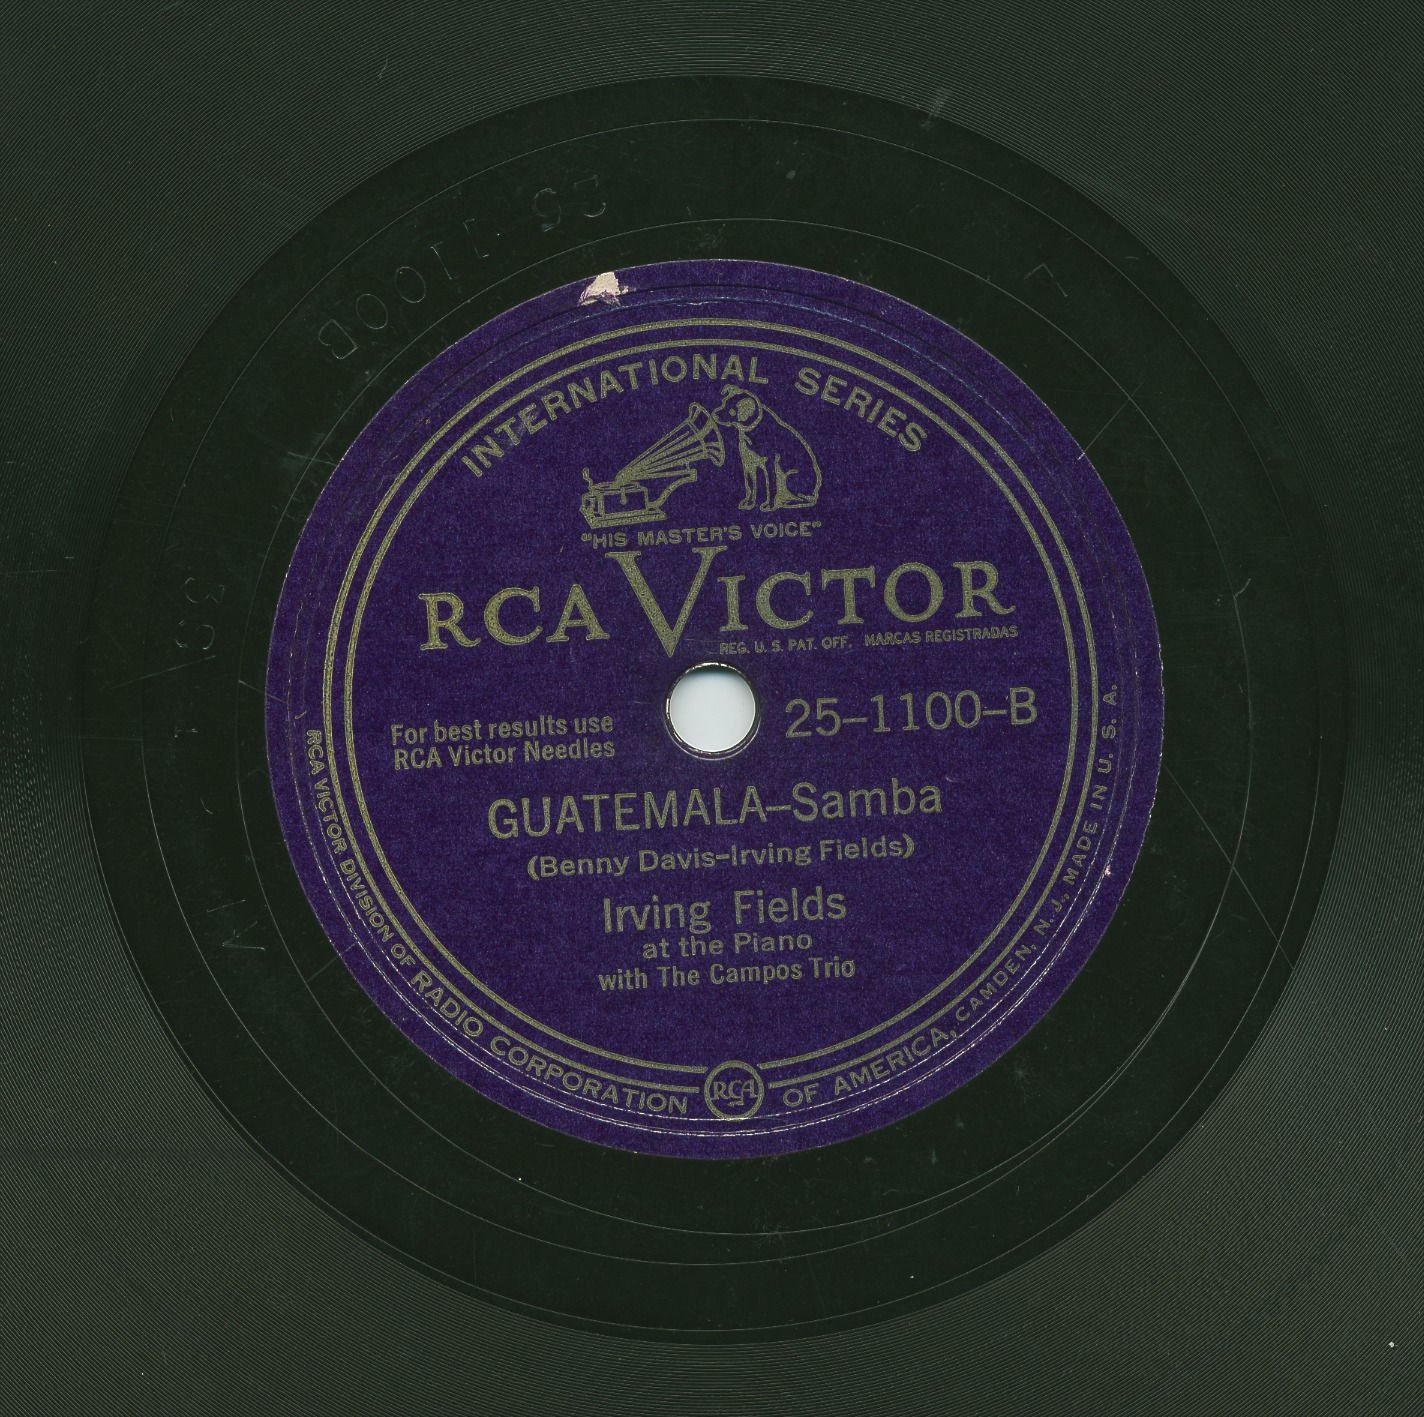 25-1100B
INTERNATIONAL SERIES
"HIS MASTER'S VOICE"
RCA VICTOR
REG. U. S. PAT. OFF. MARCAS REGISTRADAS
25–1100–B
For best results use
RCA Victor Needles
GUATEMALA–Samba
(Benny Davis–Irving Fields)
Irving Fields
at the Piano
with The Campos Trio
RCA VICTOR DIVISION OF RADIO CORPORATION
RCA
OF AMERICA, CAMDEN, N. J. MADE IN U. S. A.